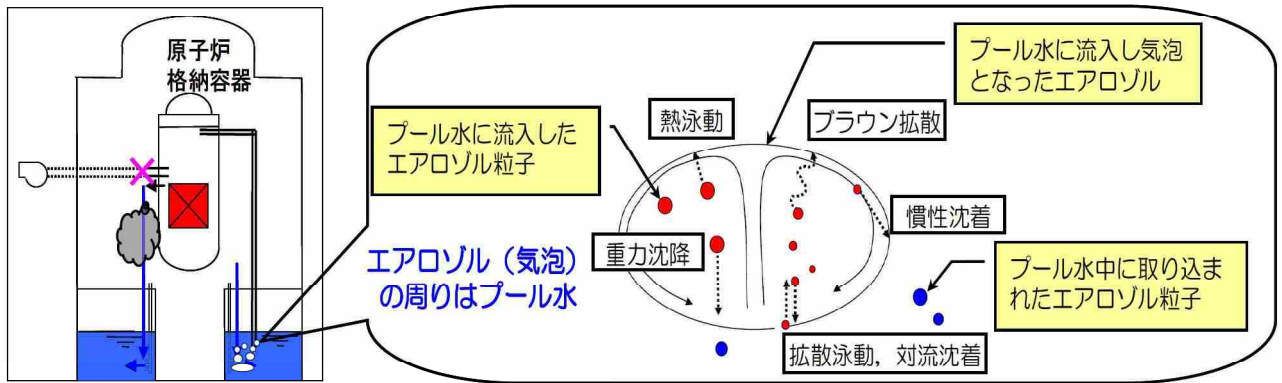 原子炉
格納容器
プール水に流入した
エアロゾル粒子
エアロゾル（気泡）
の周りはプール水
熱泳動
ブラウン拡散
プール水に流入し気泡
となったエアロゾル
慣性沈着
重力沈降
プール水中に取り込ま
れたエアロゾル粒子
拡散泳動，対流沈着